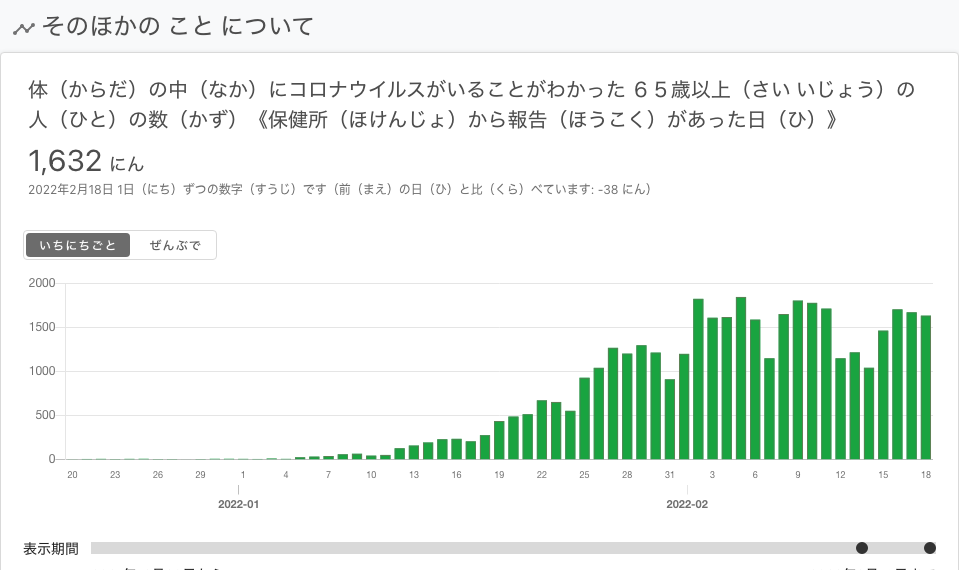 そのほかの こと について
体（からだ）の中（なか）にコロナウイルスがいることがわかった ６５歳以上（さい いじょう）の
人（ひと）の数（かず）《保健所（ほけんじょ）から報告（ほうこく）があった日（ひ）》
1,632 にん
2022年2月18日 1日（にち）ずつの数字（すうじ）です（前（まえ）の日（ひ）と比（くら）べています: -38 にん）
いちにちごと ぜんぶで
2000
1500
1000
500
0
20 23 26 29 1 4 7 10 13 16 19 22 25 28 31 3 6 9 12 15 18
2022-01 2022-02
表示期間